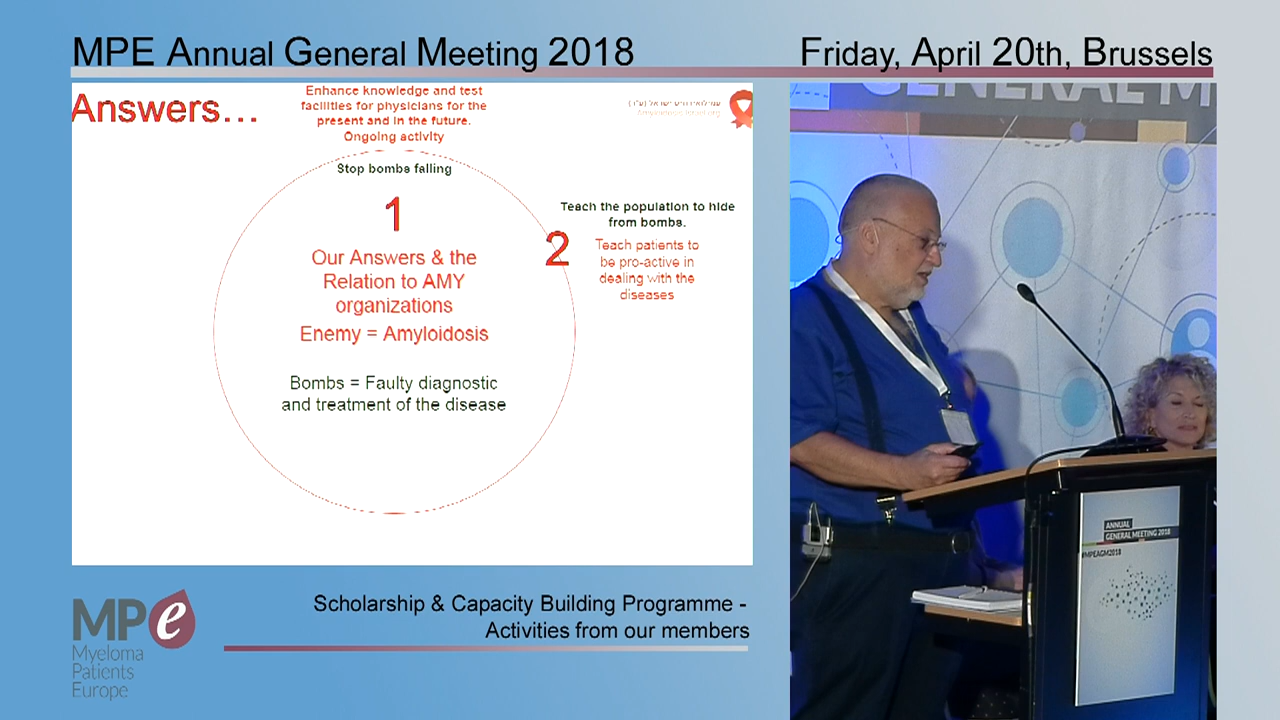 MPE Annual General Meeting 2018
Friday, April 20th, Brussels
Answers...
Enhance knowledge and test
facilities for physicians for the
present and in the future.
Ongoing activity
Stop bombs falling
1
Our Answers & the
Relation to AMY
organizations
Enemy = Amyloidosis
Bombs = Faulty diagnostic
and treatment of the disease
2
Teach the population to hide
from bombs.
Teach patients to
be pro-active in
dealing with the
diseases
GENERAL M
ANNUAL
GENERAL MEETING 2018
#MPEAGM2018
MPe
Myeloma
Patients
Europe
Scholarship & Capacity Building Programme -
Activities from our members